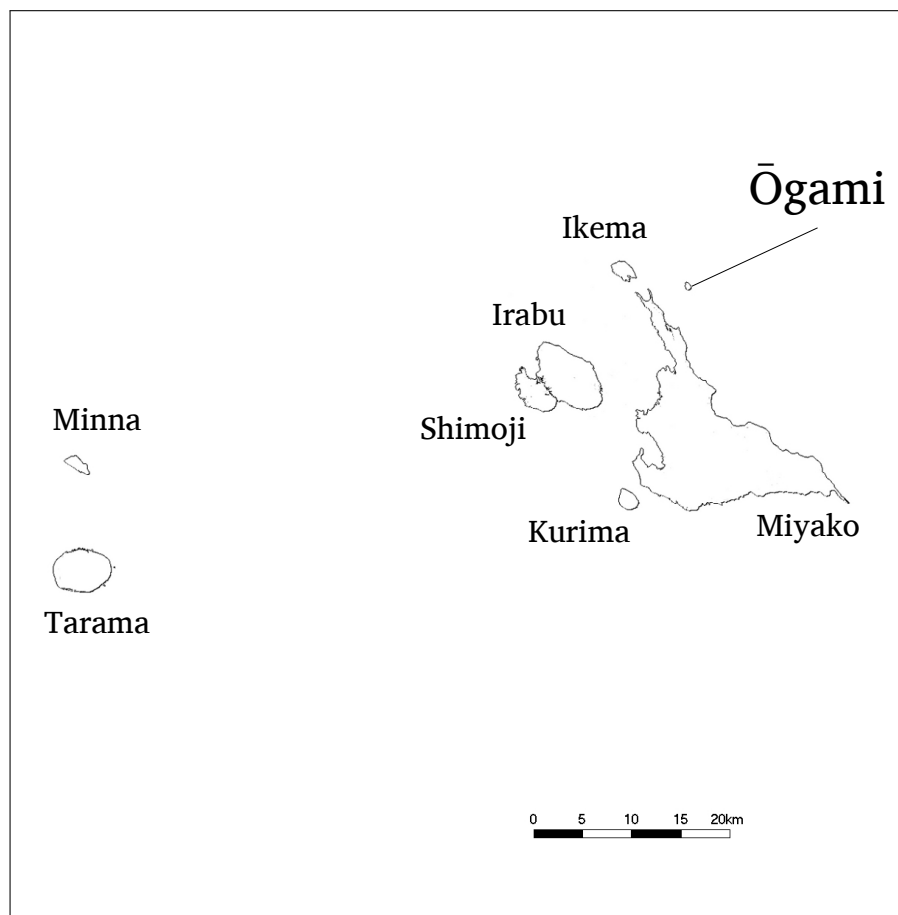 Ōgami
Ikema
Irabu
Minna
Shimoji
Kurima
Miyako
Tarama
0 5 10 15 20km